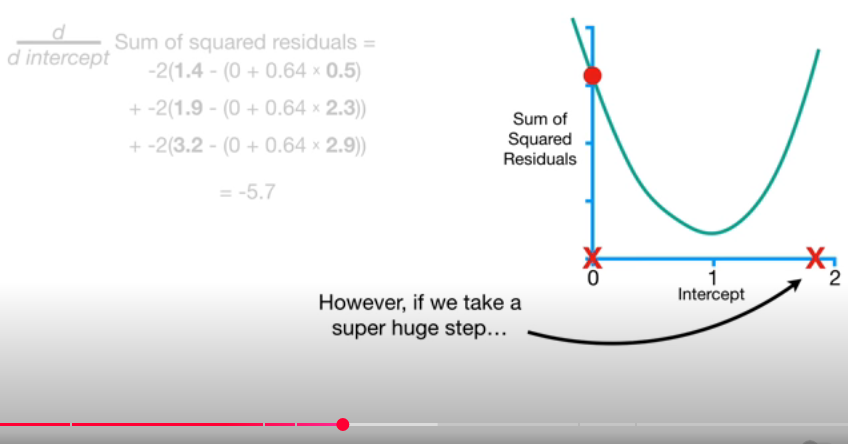 d
d intercept
Sum of squared residuals =
-2(1.4 - (0 + 0.64 × 0.5)
+ -2(1.9 - (0 + 0.64 × 2.3))
+ -2(3.2 - (0 + 0.64 × 2.9))
= -5.7
Sum of
Squared
Residuals
X
X
0
1
2
Intercept
However, if we take a
super huge step...